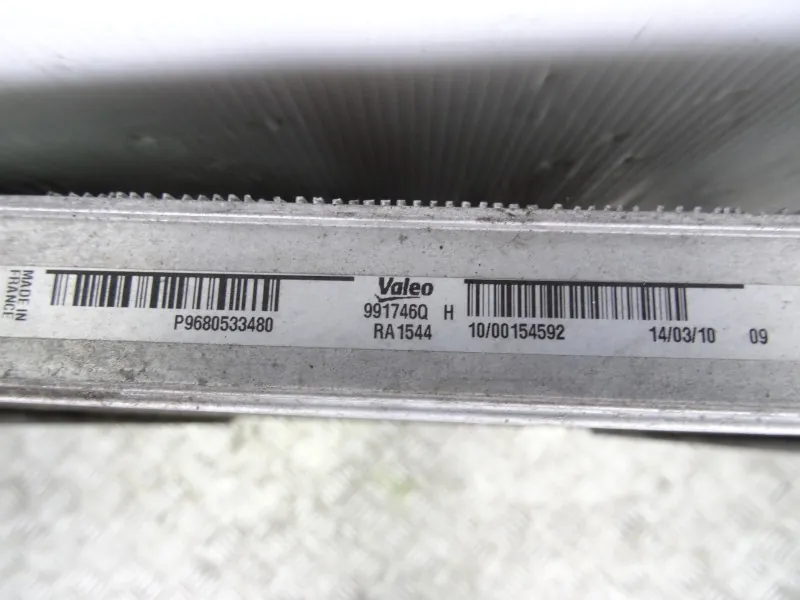 MADE IN
FRANCE
P9680533480
Valeo
991746Q H
RA1544
10/00154592
14/03/10 09